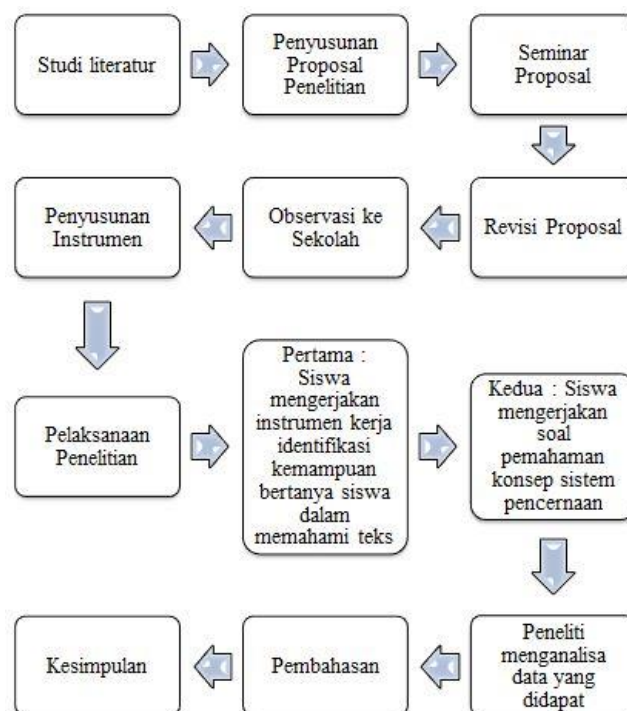 Studi literatur
Penyusunan
Proposal
Penelitian
Seminar
Proposal
Revisi Proposal
Observasi ke
Sekolah
Penyusunan
Instrumen
Pelaksanaan
Penelitian
Pertama :
Siswa
mengerjakan
instrumen kerja
identifikasi
kemampuan
bertanya siswa
dalam
memahami teks
Kedua : Siswa
mengerjakan
soal
pemahaman
konsep sistem
pencernaan
Peneliti
menganalisa
data yang
didapat
Pembahasan
Kesimpulan